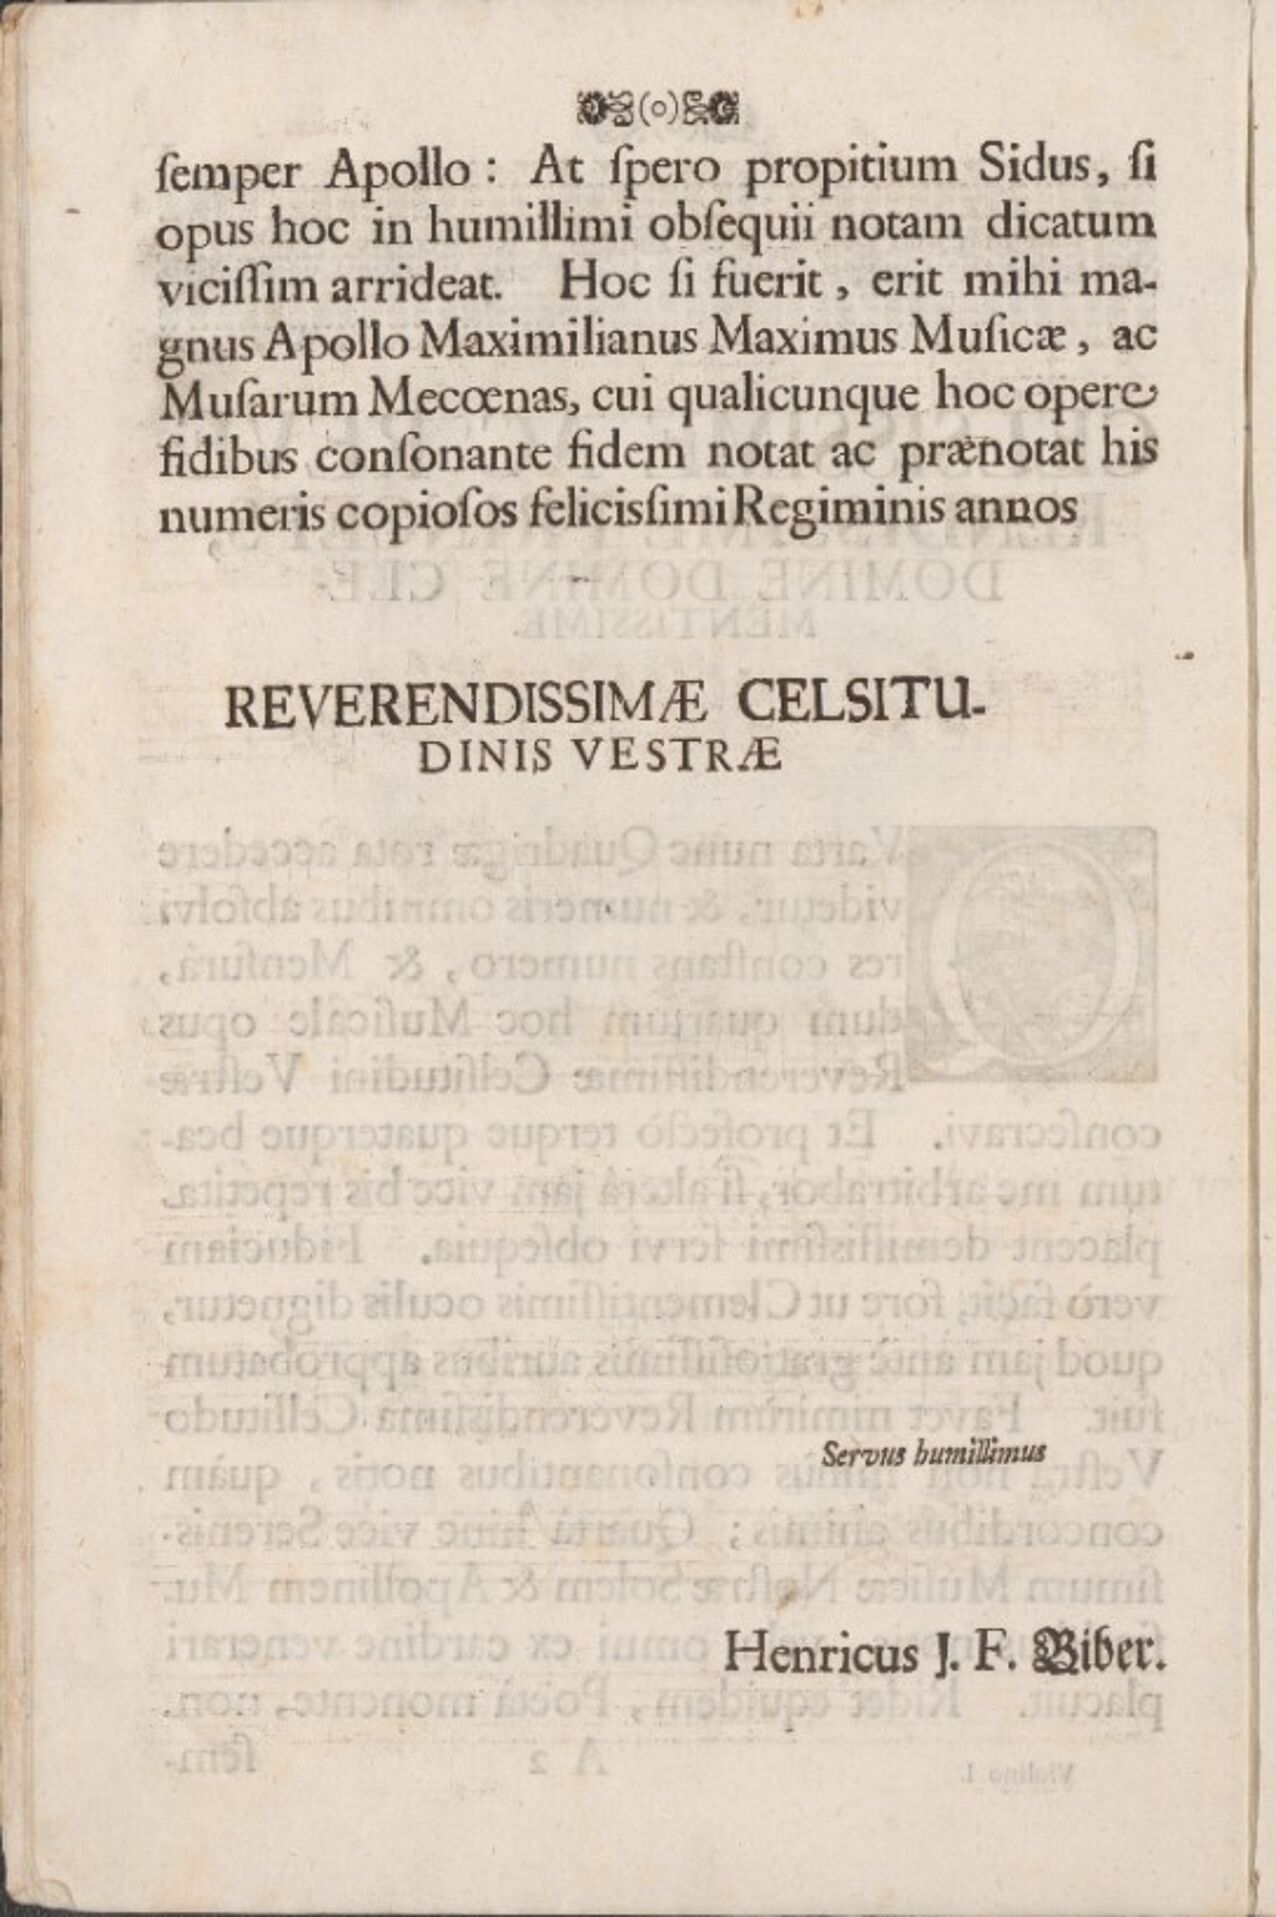 (o)
ſemper Apollo : At ſpero propitium Sidus, ſi
opus hoc in humillimi obſequii notam dicatum
viciſſim arrideat. Hoc ſi fuerit, erit mihi ma-
gnus Apollo Maximilianus Maximus Muſicæ, ac
Muſarum Mecœnas, cui qualicunque hoc opere
fidibus conſonante fidem notat ac prænotat his
numeris copioſos felicisſimi Regiminis annos
REVERENDISSIMÆ CELSITU-
DINIS VESTRÆ
Servus humillimus
Henricus J. F. Biber.